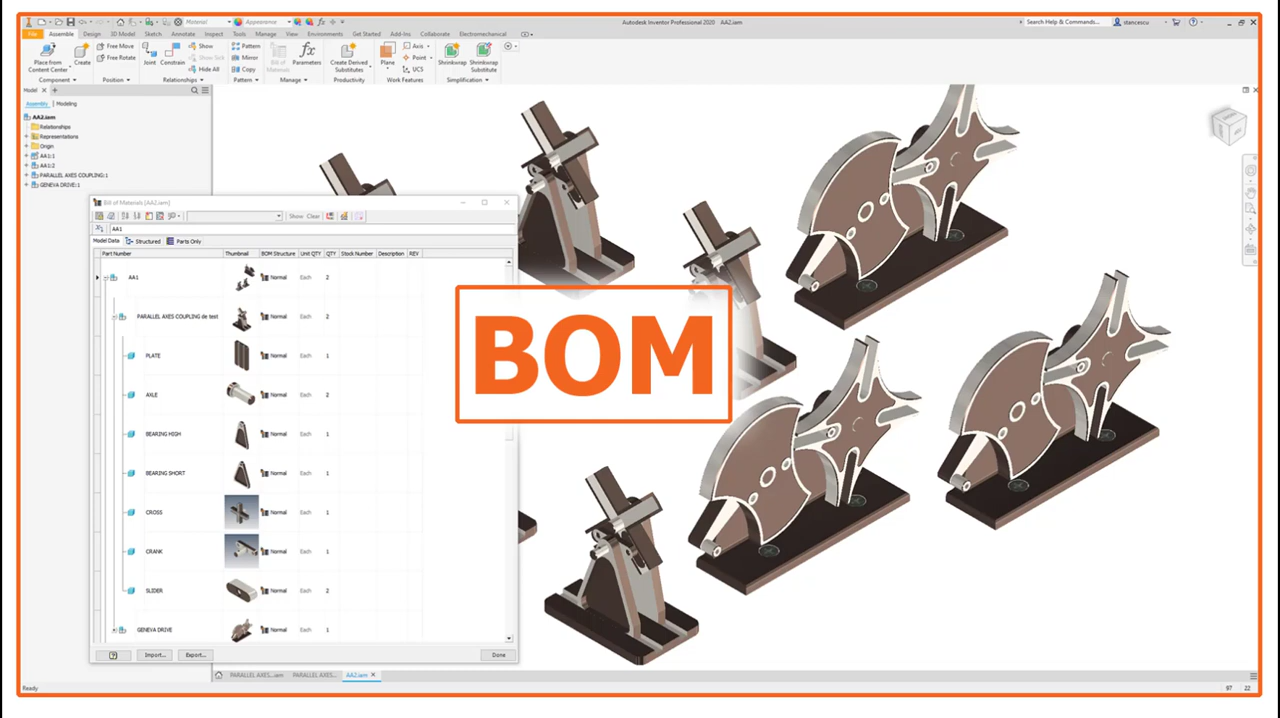 Material
Appearance
Autodesk Inventor Professional 2020 AA2.iam
Search Help & Commands...
stancescu
File Assemble Design 3D Model Sketch Annotate Inspect Tools Manage View Environments Get Started Add-Ins Collaborate Electromechanical
Place from Content Center
Create
Free Move
Free Rotate
Joint
Constrain
Show
Show Sick
Hide All
Pattern
Mirror
Copy
Bill of Materials
Parameters
Create Derived Substitutes
Plane
Axis
Point
UCS
Shrinkwrap
Shrinkwrap Substitute
Component Position Relationships Pattern Manage Productivity Work Features Simplification
Model
Assembly Modeling
AA2.iam
Relationships
Representations
Origin
AA1:1
AA1:2
PARALLEL AXES COUPLING:1
GENEVA DRIVE:1
Bill of Materials [AA2.iam]
Show Clear
AA1
Model Data Structured Parts Only
Part Number Thumbnail BOM Structure Unit QTY QTY Stock Number Description REV
AA1 Normal Each 2
PARALLEL AXES COUPLING de test Normal Each 2
PLATE Normal Each 1
AXLE Normal Each 2
BEARING HIGH Normal Each 1
BEARING SHORT Normal Each 1
CROSS Normal Each 1
CRANK Normal Each 1
SLIDER Normal Each 2
GENEVA DRIVE Normal Each 1
Import... Export... Done
BOM
PARALLEL AXES....iam PARALLEL AXES... AA2.iam
Ready
97 22